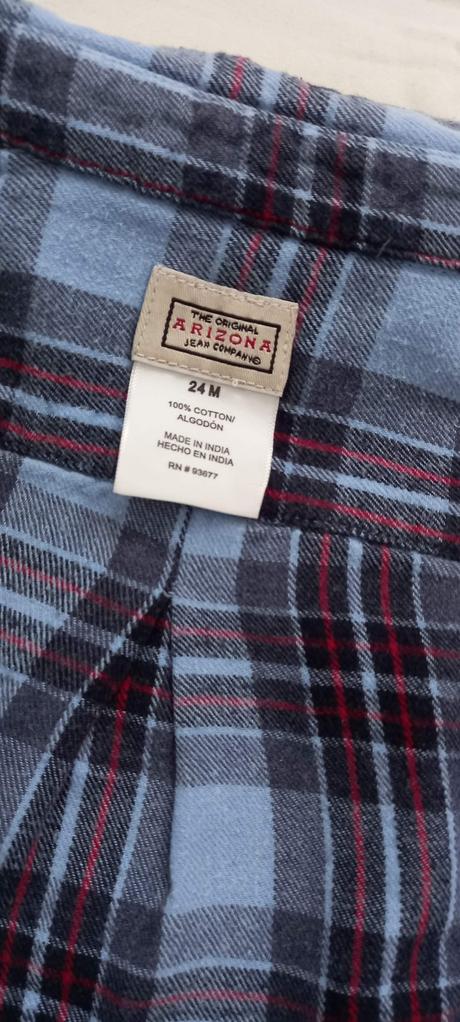 THE ORIGINAL
ARIZONA
JEAN COMPANY®
24 M
100% COTTON/
ALGODÓN
MADE IN INDIA
HECHO EN INDIA
RN # 93677